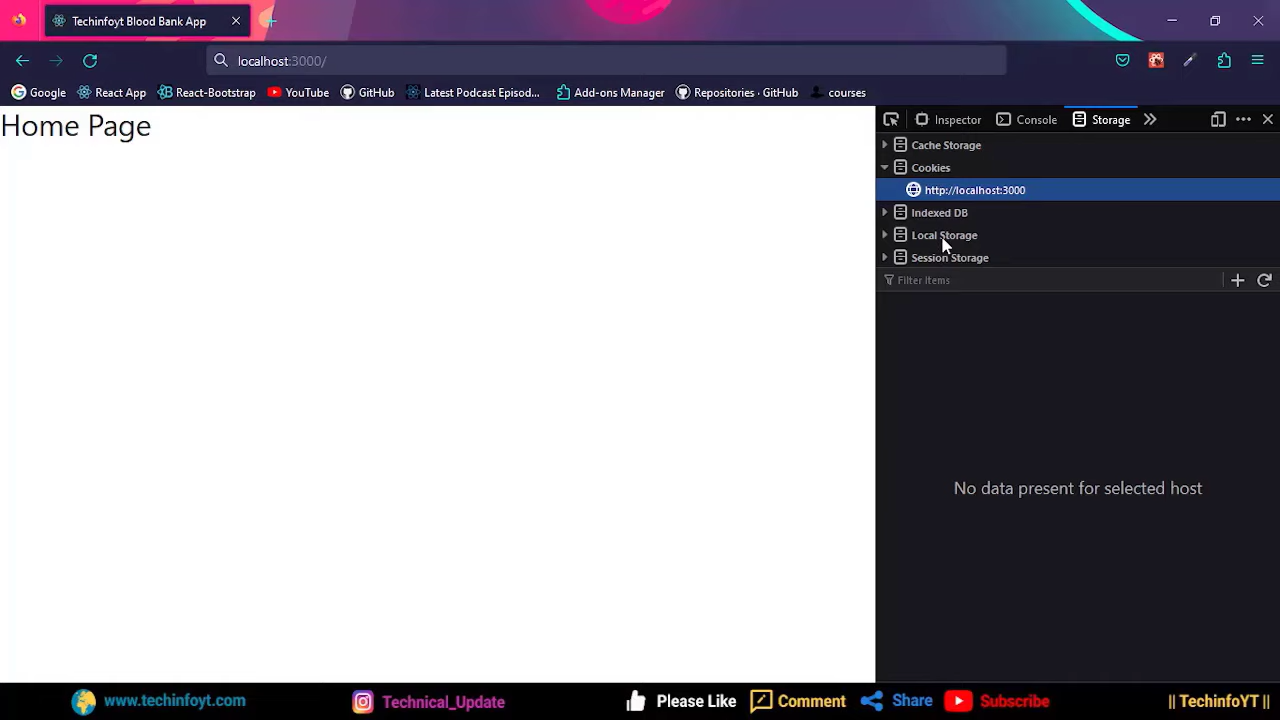 Techinfoyt Blood Bank App
localhost:3000/
Google
React App
React-Bootstrap
YouTube
GitHub
Latest Podcast Episod...
Add-ons Manager
Repositories · GitHub
courses
Home Page
Inspector
Console
Storage
Cache Storage
Cookies
http://localhost:3000
Indexed DB
Local Storage
Session Storage
Filter Items
No data present for selected host
www.techinfoyt.com
Technical_Update
Please Like
Comment
Share
Subscribe
|| TechinfoYT ||